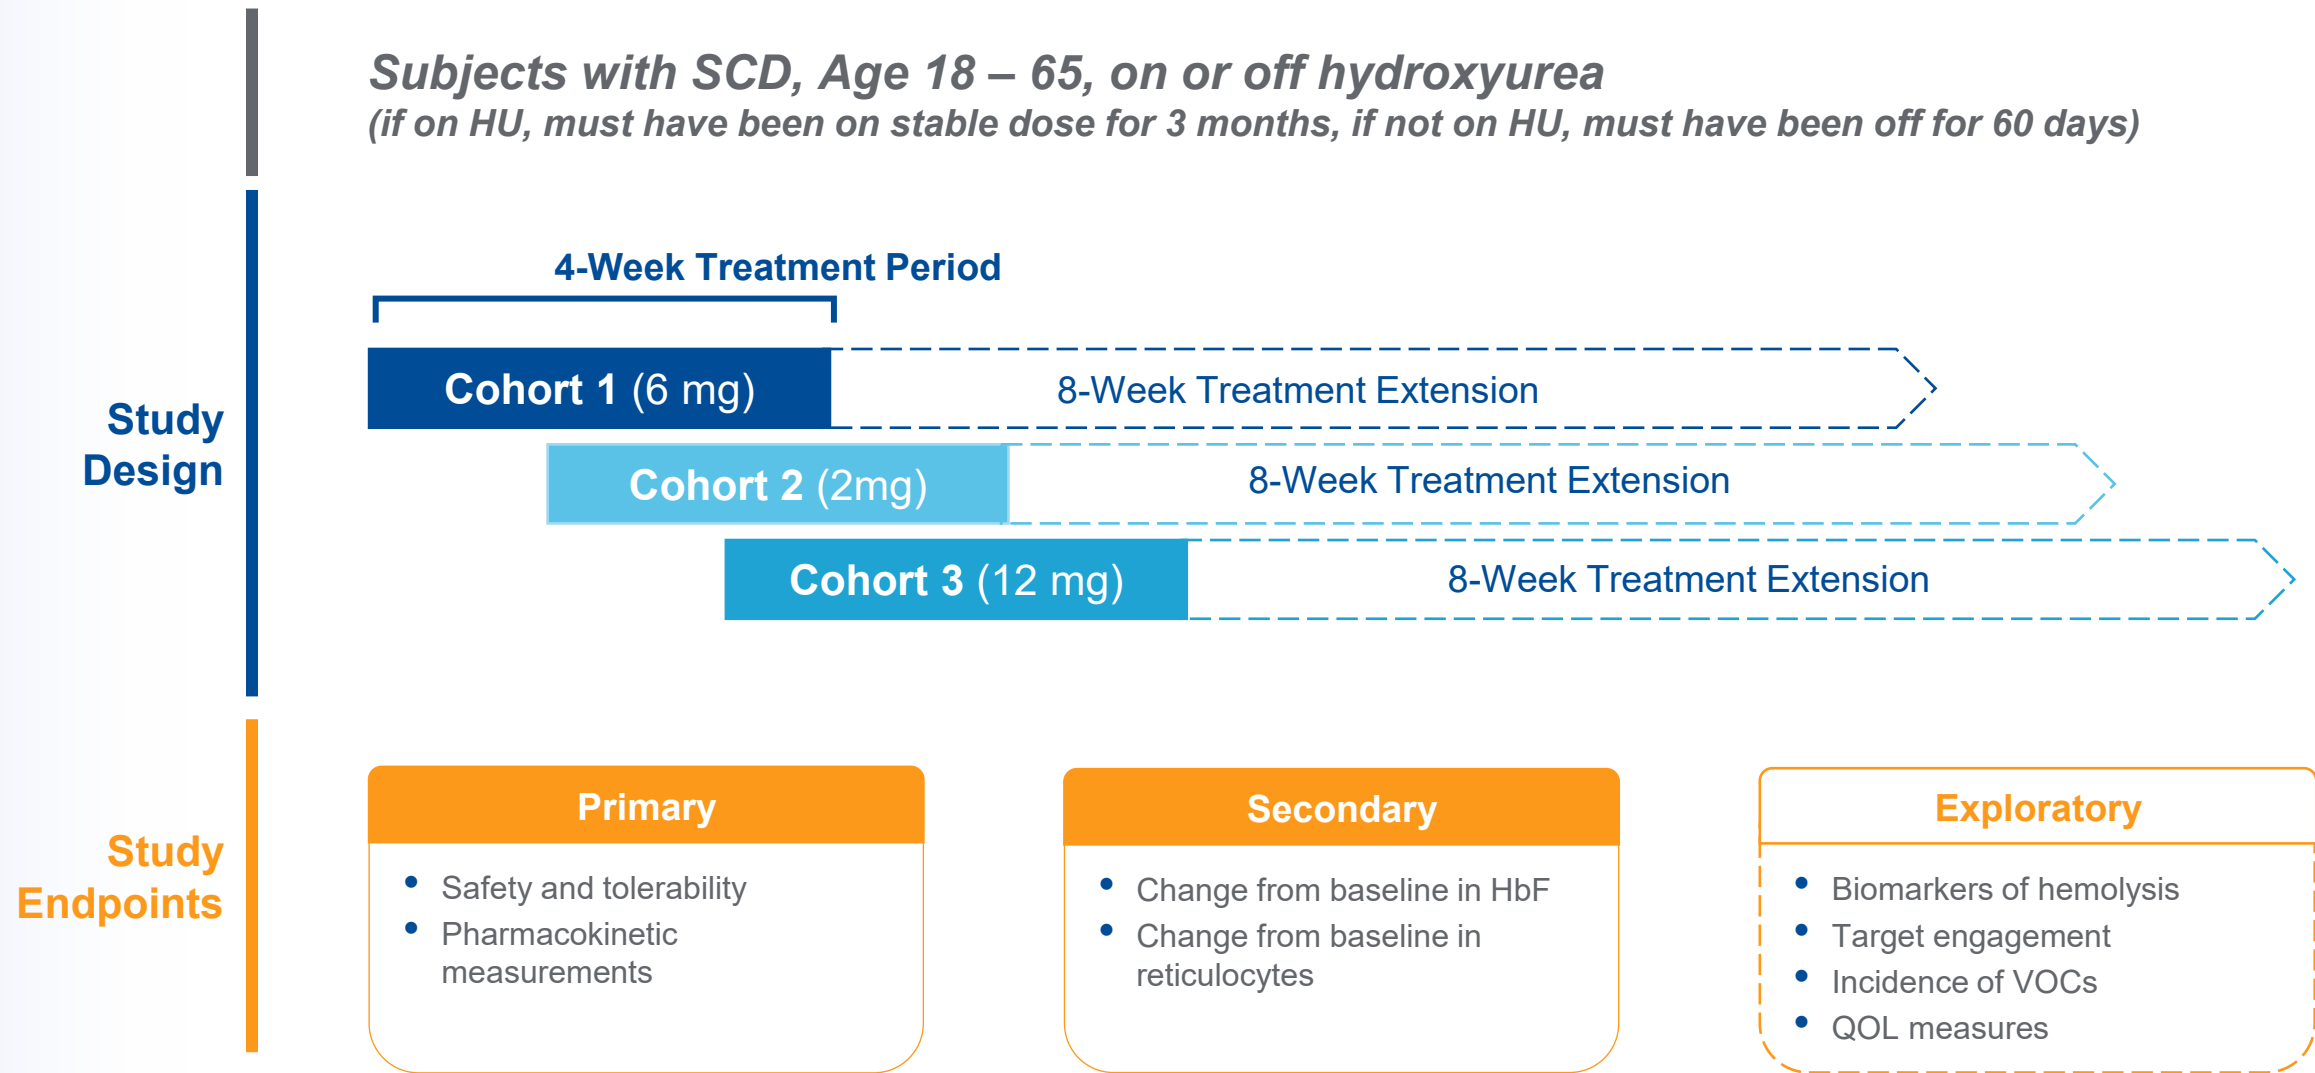 Subjects with SCD, Age 18 – 65, on or off hydroxyurea
(if on HU, must have been on stable dose for 3 months, if not on HU, must have been off for 60 days)
Study
Design
4-Week Treatment Period
Cohort 1 (6 mg)
8-Week Treatment Extension
Cohort 2 (2mg)
8-Week Treatment Extension
Cohort 3 (12 mg)
8-Week Treatment Extension
Study
Endpoints
Primary
• Safety and tolerability
• Pharmacokinetic
measurements
Secondary
• Change from baseline in HbF
• Change from baseline in
reticulocytes
Exploratory
• Biomarkers of hemolysis
• Target engagement
• Incidence of VOCs
• QOL measures